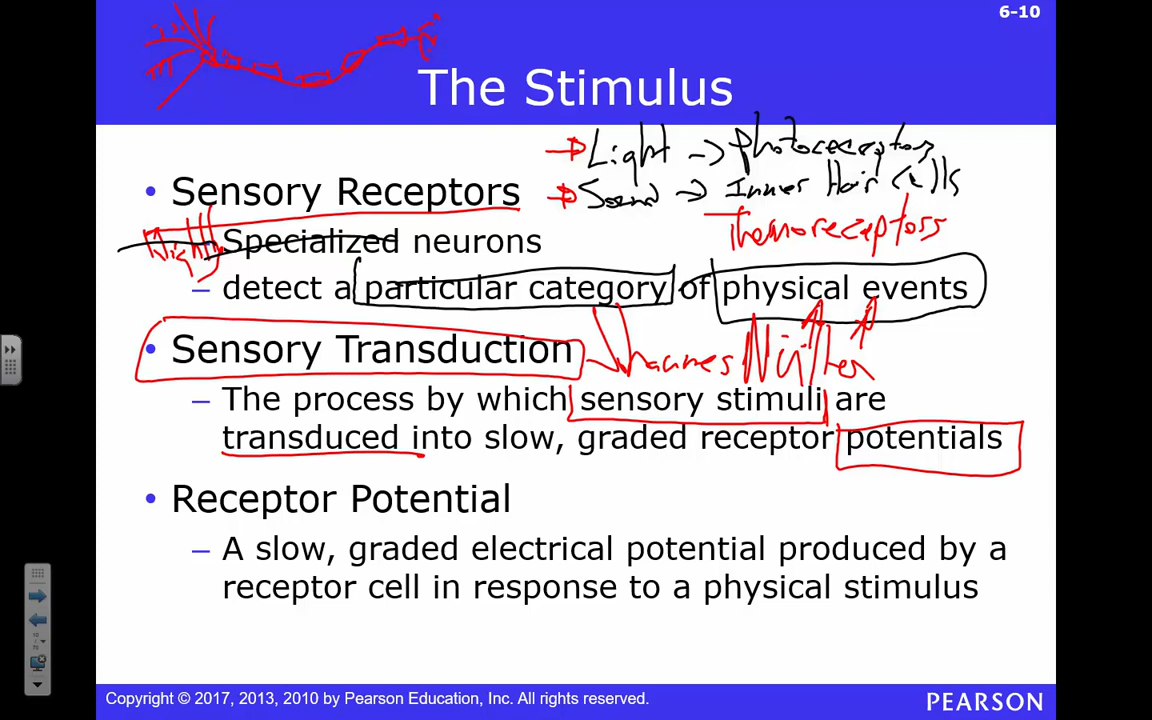 6-10
The Stimulus
Light → photoreceptors
Sound → Inner Hair Cells
• Sensory Receptors
Themoreceptors
Highly
Specialized neurons
– detect a particular category of physical events
• Sensory Transduction
– The process by which sensory stimuli are
transduced into slow, graded receptor potentials
• Receptor Potential
– A slow, graded electrical potential produced by a
receptor cell in response to a physical stimulus
Copyright © 2017, 2013, 2010 by Pearson Education, Inc. All rights reserved.
PEARSON